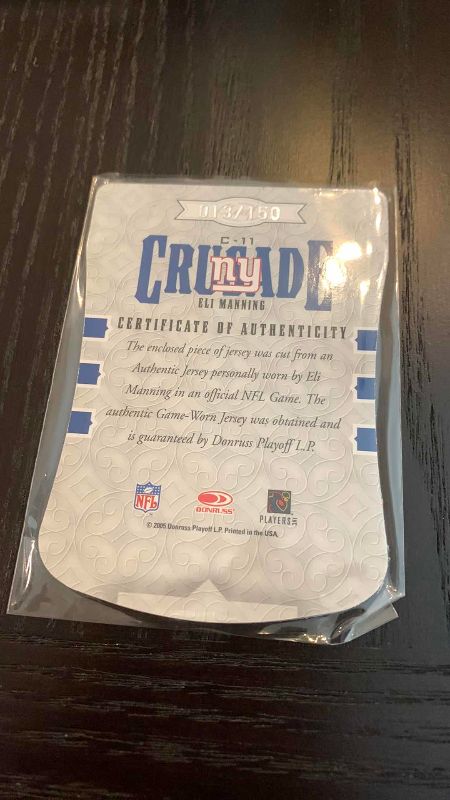 013/150
C-11
CRUSADE
ny
ELI MANNING
CERTIFICATE OF AUTHENTICITY
The enclosed piece of jersey was cut from an
Authentic Jersey personally worn by Eli
Manning in an official NFL Game. The
authentic Game-Worn Jersey was obtained and
is guaranteed by Donruss Playoff L.P.
NFL
DONRUSS
PLAYERS INC
© 2005 Donruss Playoff L.P. Printed in the USA.